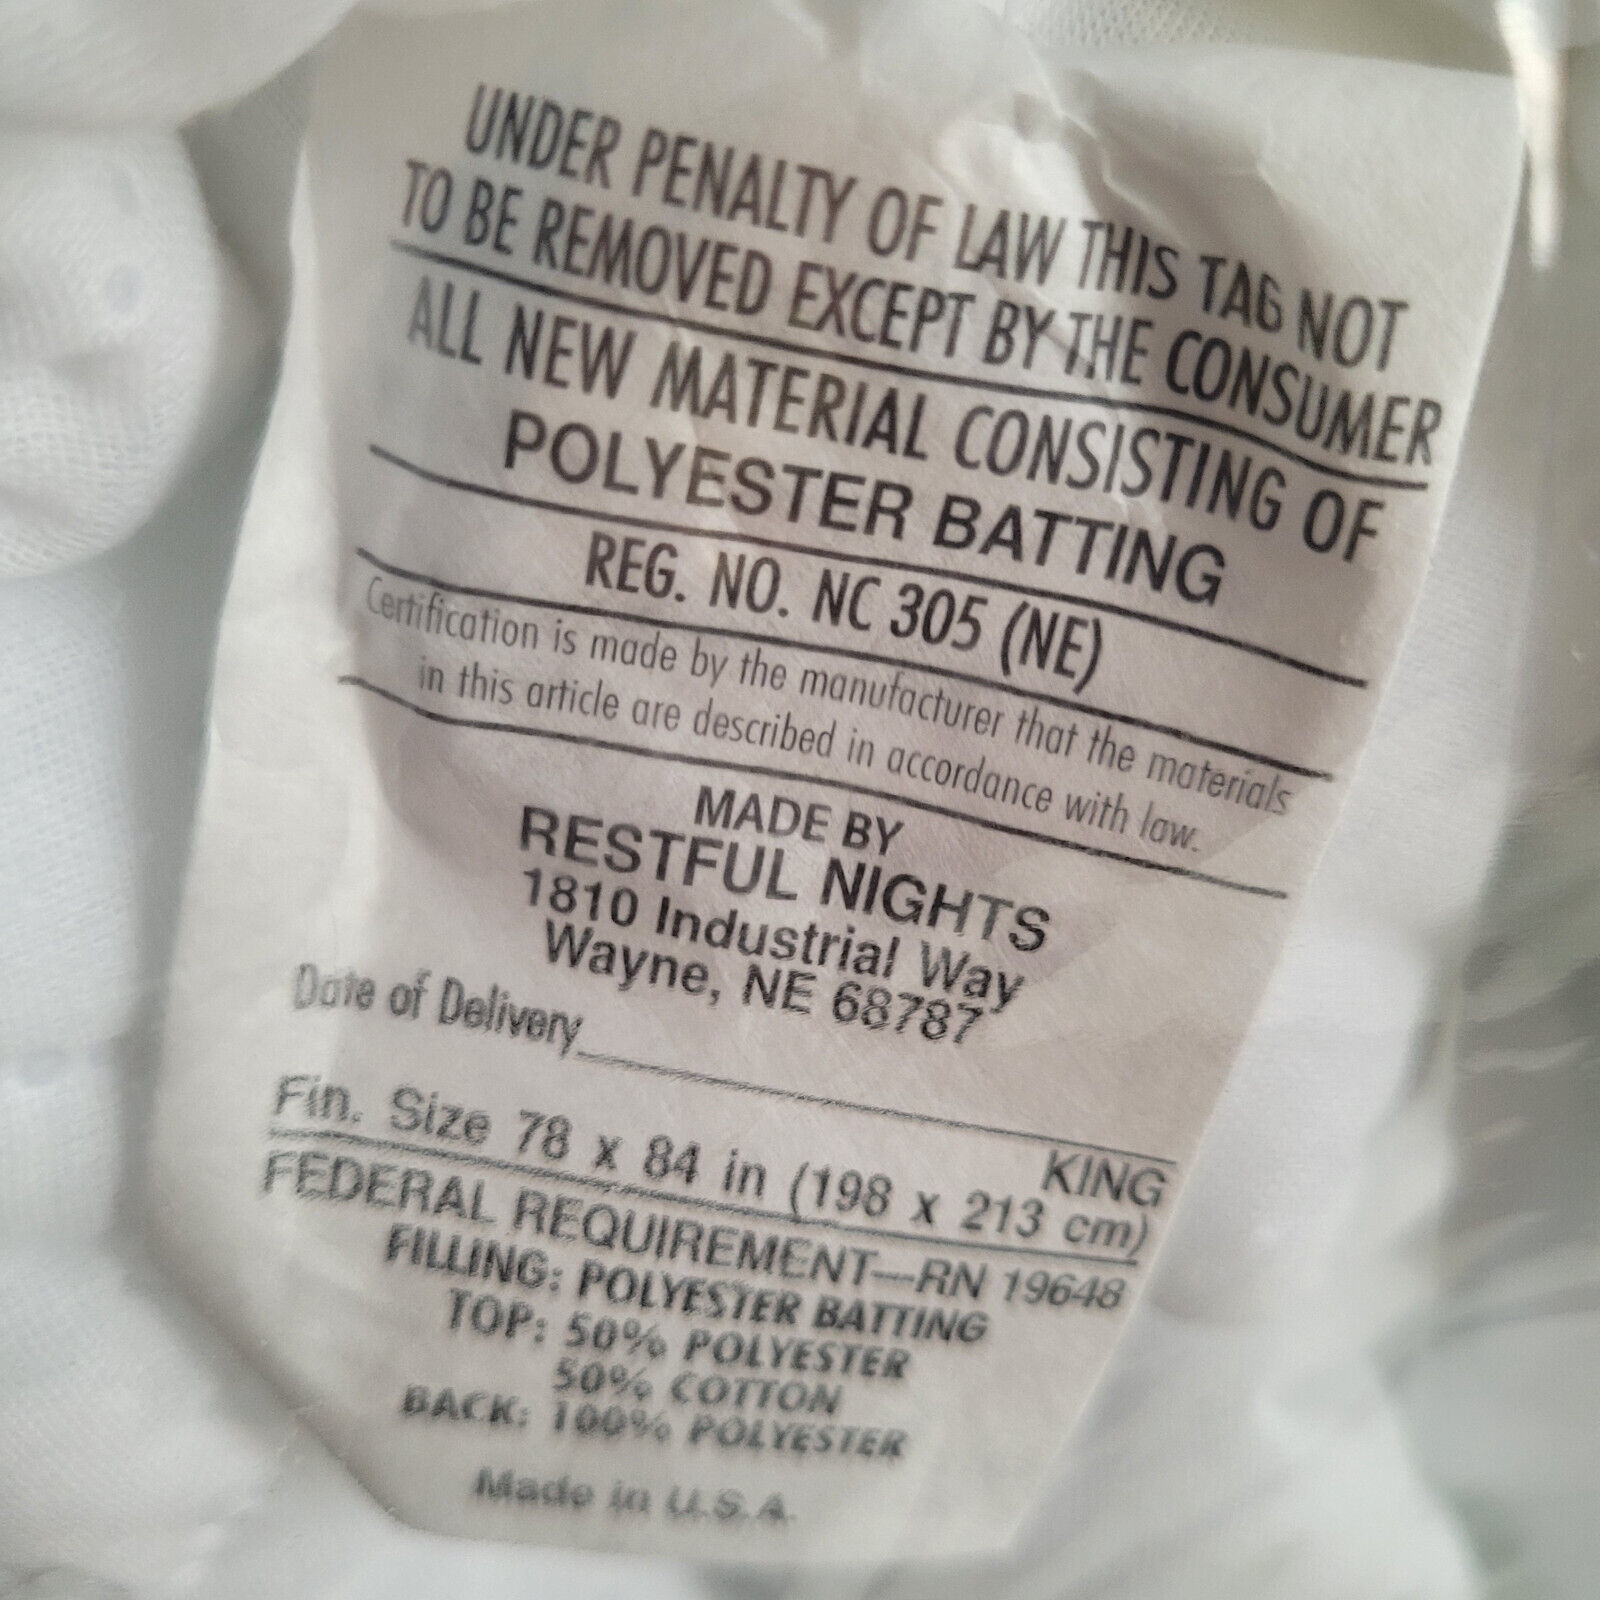 UNDER PENALTY OF LAW THIS TAG NOT
TO BE REMOVED EXCEPT BY THE CONSUMER
ALL NEW MATERIAL CONSISTING OF
POLYESTER BATTING
REG. NO. NC 305 (NE)
Certification is made by the manufacturer that the materials
in this article are described in accordance with law.
MADE BY
RESTFUL NIGHTS
1810 Industrial Way
Wayne, NE 68787
Date of Delivery
KING
Fin. Size 78 x 84 in (198 x 213 cm)
FEDERAL REQUIREMENT—RN 19648
FILLING: POLYESTER BATTING
TOP: 50% POLYESTER
50% COTTON
BACK: 100% POLYESTER
Made in U.S.A.